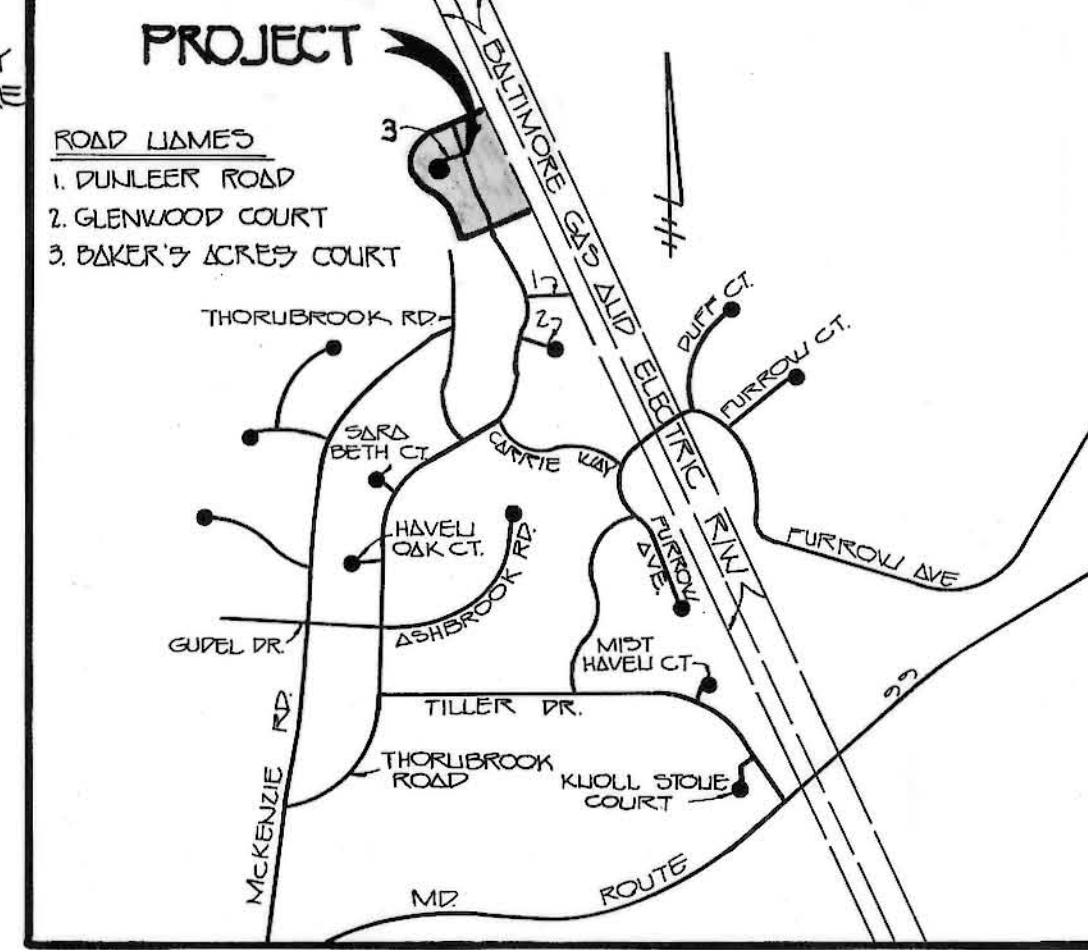 PROJECT
ROAD NAMES
1. DUNLEER ROAD
2. GLENWOOD COURT
3. BAKER'S ACRES COURT
3
BALTIMORE GAS AND ELECTRIC R/W
1
2
THORNBROOK RD.
DUFF CT.
FURROW CT.
SARA
BETH CT.
CARRIE WAY
HAVEN
OAK CT.
ASHBROOK RD.
FURROW
AVE.
FURROW AVE
GUDEL DR.
MIST
HAVEN CT.
TILLER DR.
99
McKENZIE RD.
THORNBROOK
ROAD
KNOLL STONE
COURT
MD. ROUTE